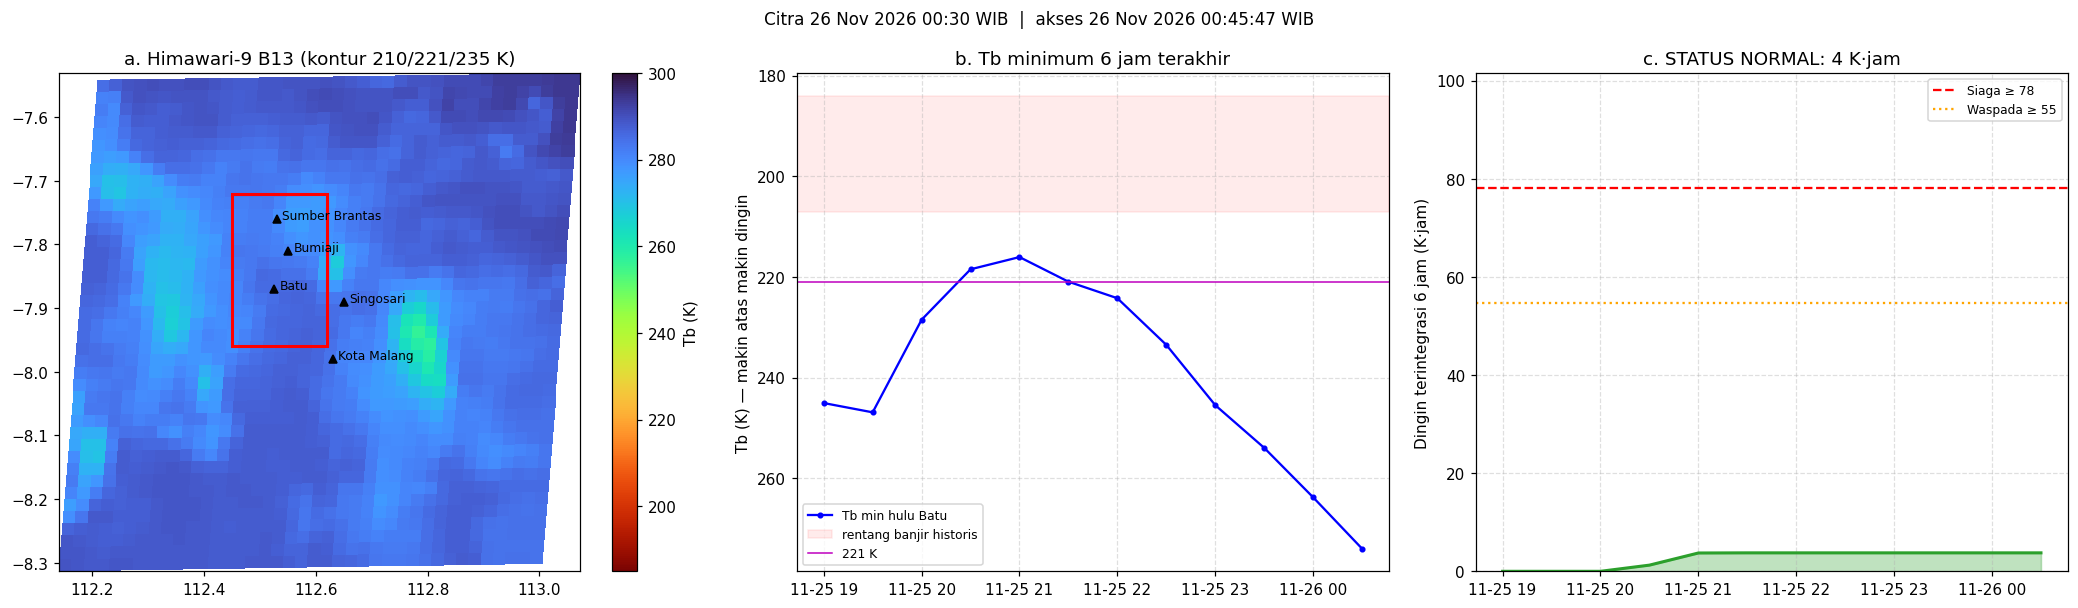 Citra 26 Nov 2026 00:30 WIB | akses 26 Nov 2026 00:45:47 WIB
a. Himawari-9 B13 (kontur 210/221/235 K)
−7.6
−7.7
−7.8
−7.9
−8.0
−8.1
−8.2
−8.3
112.2
112.4
112.6
112.8
113.0
Sumber Brantas
Bumiaji
Batu
Singosari
Kota Malang
300
280
260
240
220
200
Tb (K)
b. Tb minimum 6 jam terakhir
Tb (K) — makin atas makin dingin
180
200
220
240
260
Tb min hulu Batu
rentang banjir historis
221 K
11-25 19
11-25 20
11-25 21
11-25 22
11-25 23
11-26 00
c. STATUS NORMAL: 4 K·jam
Dingin terintegrasi 6 jam (K·jam)
100
80
60
40
20
0
Siaga ≥ 78
Waspada ≥ 55
11-25 19
11-25 20
11-25 21
11-25 22
11-25 23
11-26 00